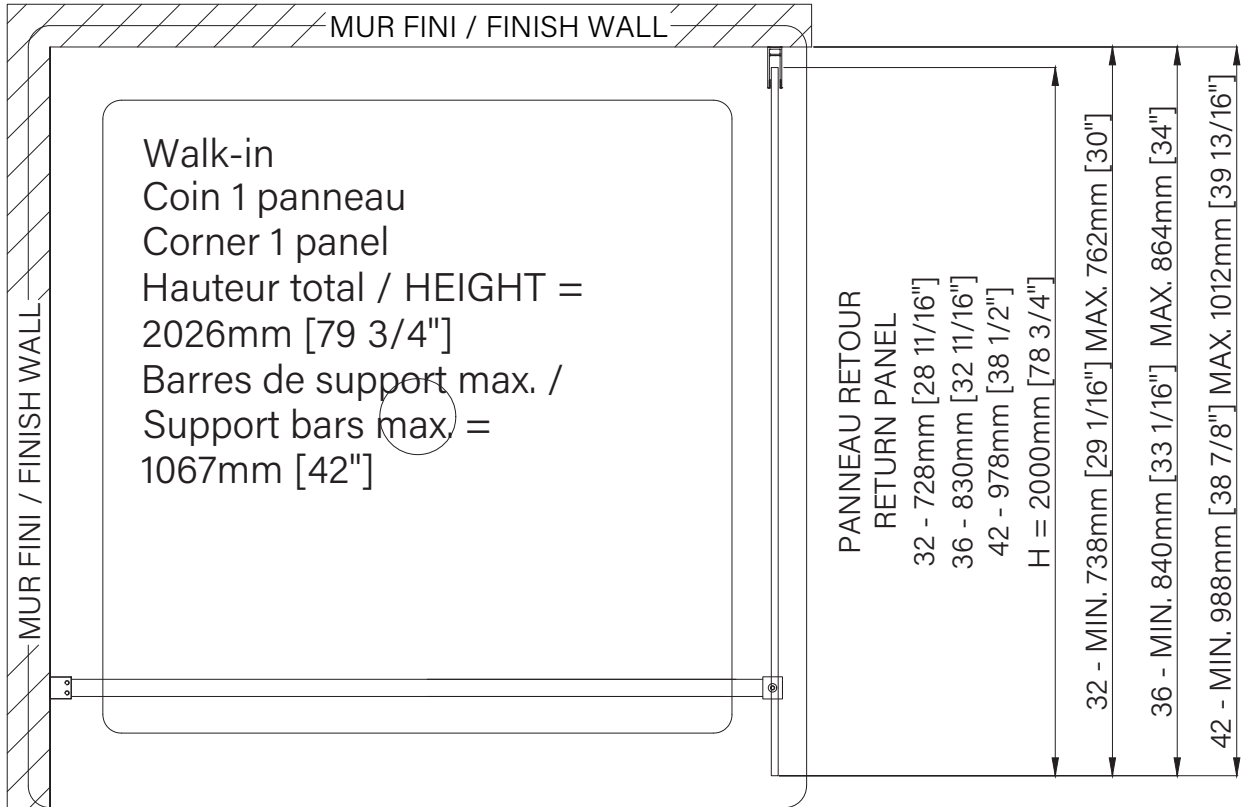 MUR FINI / FINISH WALL
MUR FINI / FINISH WALL
Walk-in
Coin 1 panneau
Corner 1 panel
Hauteur total / HEIGHT =
2026mm [79 3/4"]
Barres de support max. /
Support bars max. =
1067mm [42"]
PANNEAU RETOUR
RETURN PANEL
32 - 728mm [28 11/16"]
36 - 830mm [32 11/16"]
42 - 978mm [38 1/2"]
H = 2000mm [78 3/4"]
32 - MIN. 738mm [29 1/16"] MAX. 762mm [30"]
36 - MIN. 840mm [33 1/16"] MAX. 864mm [34"]
42 - MIN. 988mm [38 7/8"] MAX. 1012mm [39 13/16"]